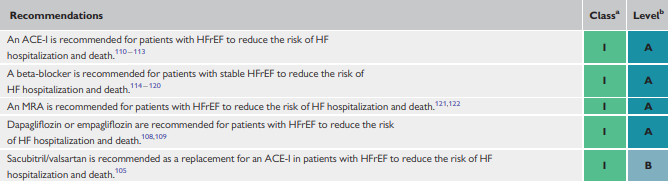 Recommendations Classᵃ Levelᵇ
An ACE-I is recommended for patients with HFrEF to reduce the risk of HF
hospitalization and death.¹¹⁰⁻¹¹³ I A
A beta-blocker is recommended for patients with stable HFrEF to reduce the risk of
HF hospitalization and death.¹¹⁴⁻¹²⁰ I A
An MRA is recommended for patients with HFrEF to reduce the risk of HF hospitalization and death.¹²¹,¹²² I A
Dapagliflozin or empagliflozin are recommended for patients with HFrEF to reduce the risk
of HF hospitalization and death.¹⁰⁸,¹⁰⁹ I A
Sacubitril/valsartan is recommended as a replacement for an ACE-I in patients with HFrEF to reduce the risk of HF
hospitalization and death.¹⁰⁵ I B